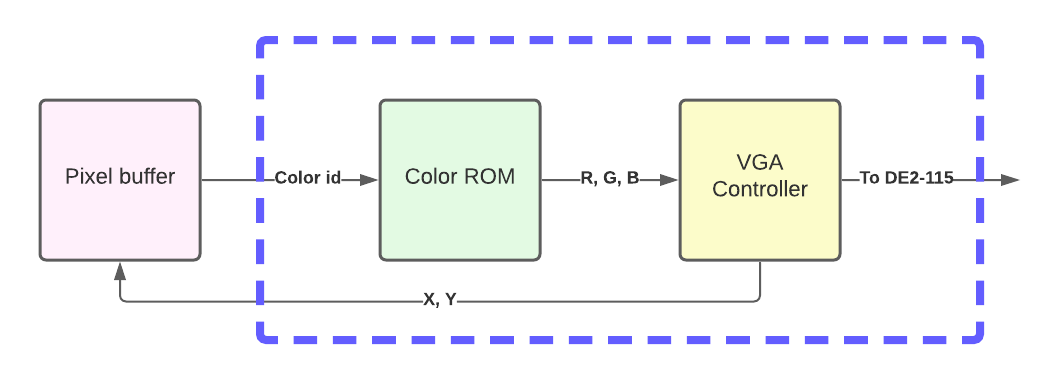 Pixel buffer
Color id
Color ROM
R, G, B
VGA
Controller
To DE2-115
X, Y